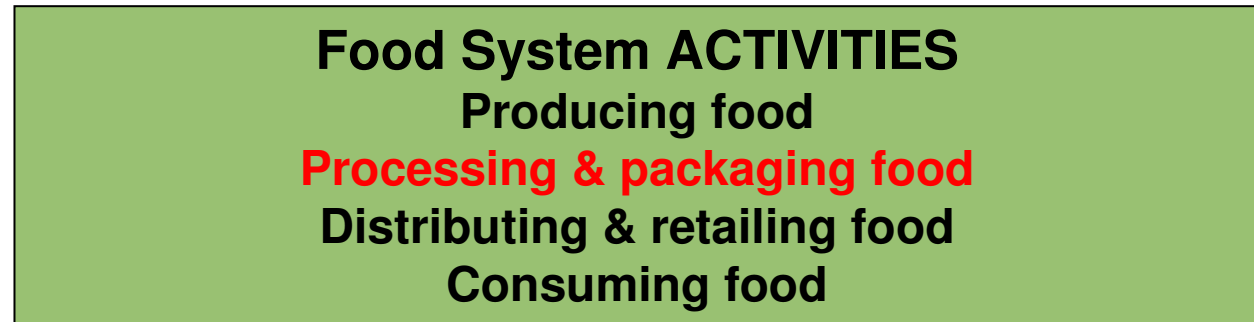 Food System ACTIVITIES
Producing food
Processing & packaging food
Distributing & retailing food
Consuming food